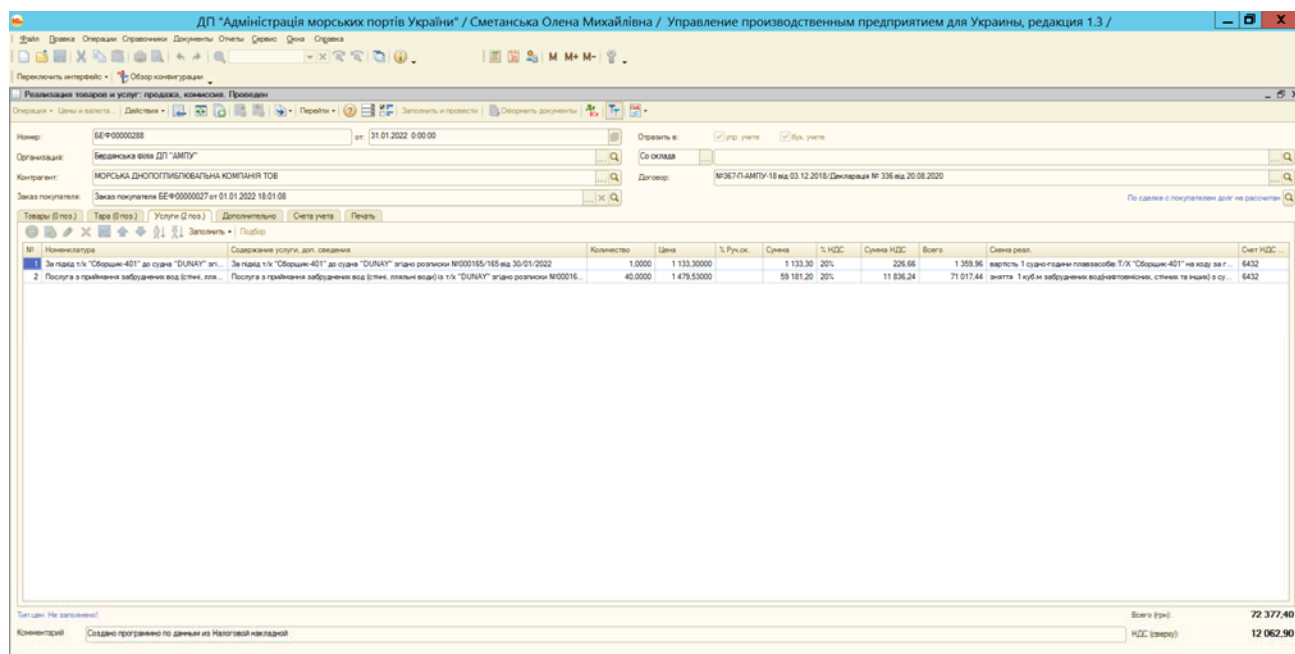 ДП "Адміністрація морських портів України" / Сметанська Олена Михайлівна / Управление производственным предприятием для Украины, редакция 1.3 /
Файл Правка Операции Справочники Документы Отчеты Сервис Окна Справка
M M+ M-
Переключить интерфейс Обзор конфигурации
Реализация товаров и услуг: продажа, комиссия. Проведен
Операция Цены и валюта... Действия Перейти Заполнить и провести Оформить документы
Номер: БЕФ00000288 от: 31.01.2022 0:00:00 Отразить в: упр. учете бух. учете
Организация: Бердянська філія ДП "АМПУ" Со склада
Контрагент: МОРСЬКА ДНОПОГЛИБЛЮВАЛЬНА КОМПАНІЯ ТОВ Договор: №367-П-АМПУ-18 від 03.12.2018/Декларація № 336 від 20.08.2020
Заказ покупателя: Заказ покупателя БЕФ00000027 от 01.01.2022 18:01:08 По сделке с покупателем долг не рассчитан
Товары (0 поз.) Тара (0 поз.) Услуги (2 поз.) Дополнительно Счета учета Печать
Заполнить Подбор
№ Номенклатура Содержание услуги, доп. сведения Количество Цена % Руч.ск. Сумма % НДС Сумма НДС Всего Схема реал. Счет НДС ...
1 За підхід т/х "Сборщик-401" до судна "DUNAY" згі... За підхід т/х "Сборщик-401" до судна "DUNAY" згідно розписки №000165/165 від 30/01/2022 1,0000 1 133,30000 1 133,30 20% 226,66 1 359,96 вартість 1 судно-години плавзасобів:Т/Х "Сборщик-401" на ходу за г... 6432
2 Послуга з приймання забруднених вод (стічні, лля... Послуга з приймання забруднених вод (стічні, лляльні води) із т/х "DUNAY" згідно розписки №00016... 40,0000 1 479,53000 59 181,20 20% 11 836,24 71 017,44 зняття 1 куб.м забруднених вод(нафтовмісних, стічних та інших) з су... 6432
Тип цен: Не заполнено! Всего (грн) 72 377,40
Комментарий Создано программно по данным из Налоговой накладной НДС (сверху) 12 062,90